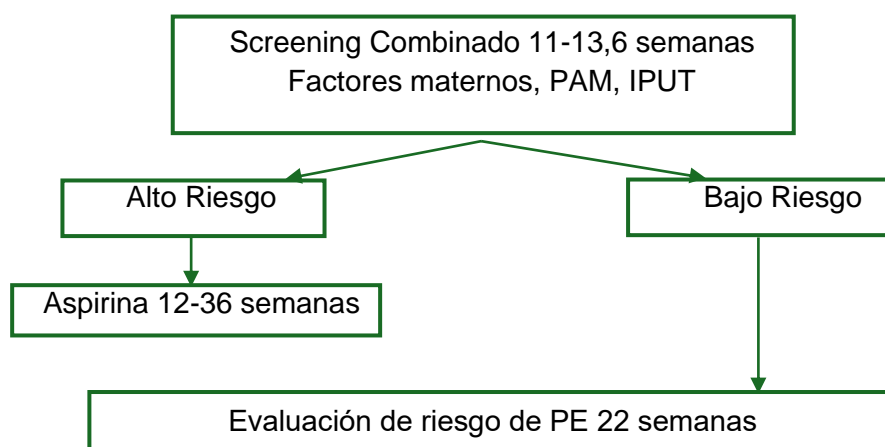 Screening Combinado 11-13,6 semanas
Factores maternos, PAM, IPUT
Alto Riesgo
Bajo Riesgo
Aspirina 12-36 semanas
Evaluación de riesgo de PE 22 semanas